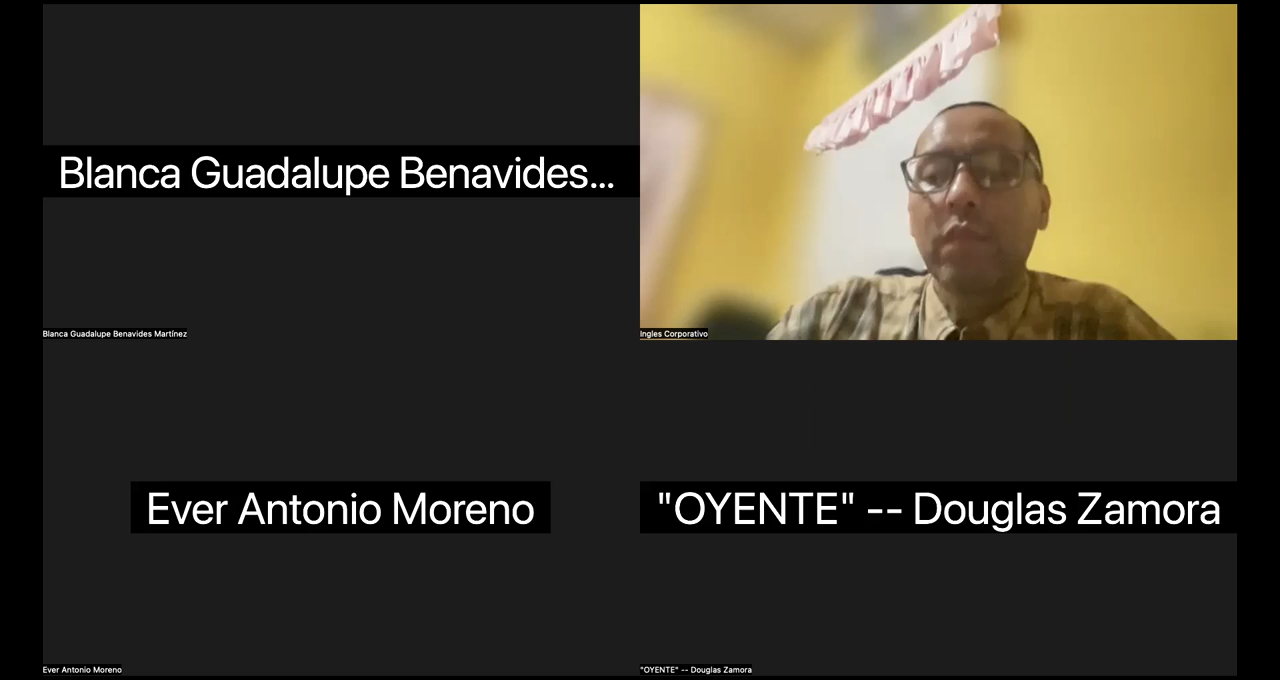 Blanca Guadalupe Benavides...
Blanca Guadalupe Benavides Martínez
Ingles Corporativo
Ever Antonio Moreno
"OYENTE" -- Douglas Zamora
Ever Antonio Moreno
"OYENTE" -- Douglas Zamora